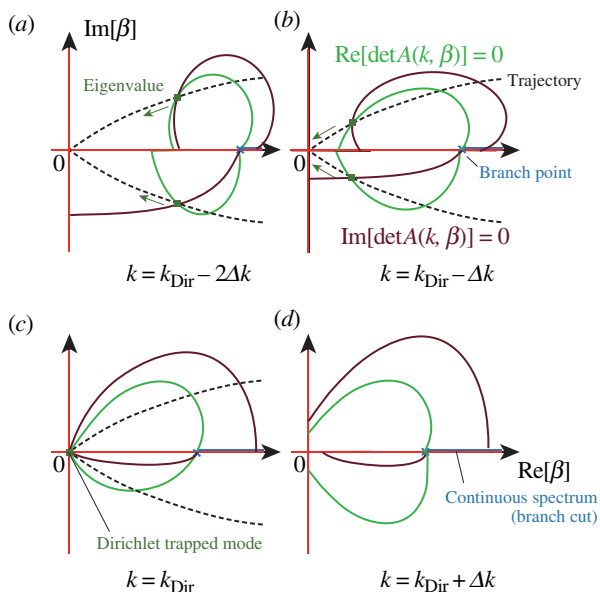 (a) Im[β]
Eigenvalue
0
k = k_Dir − 2Δk
(b)
Re[detA(k, β)] = 0
Trajectory
0
Branch point
Im[detA(k, β)] = 0
k = k_Dir − Δk
(c)
0
Dirichlet trapped mode
k = k_Dir
(d)
0
Re[β]
Continuous spectrum
(branch cut)
k = k_Dir + Δk